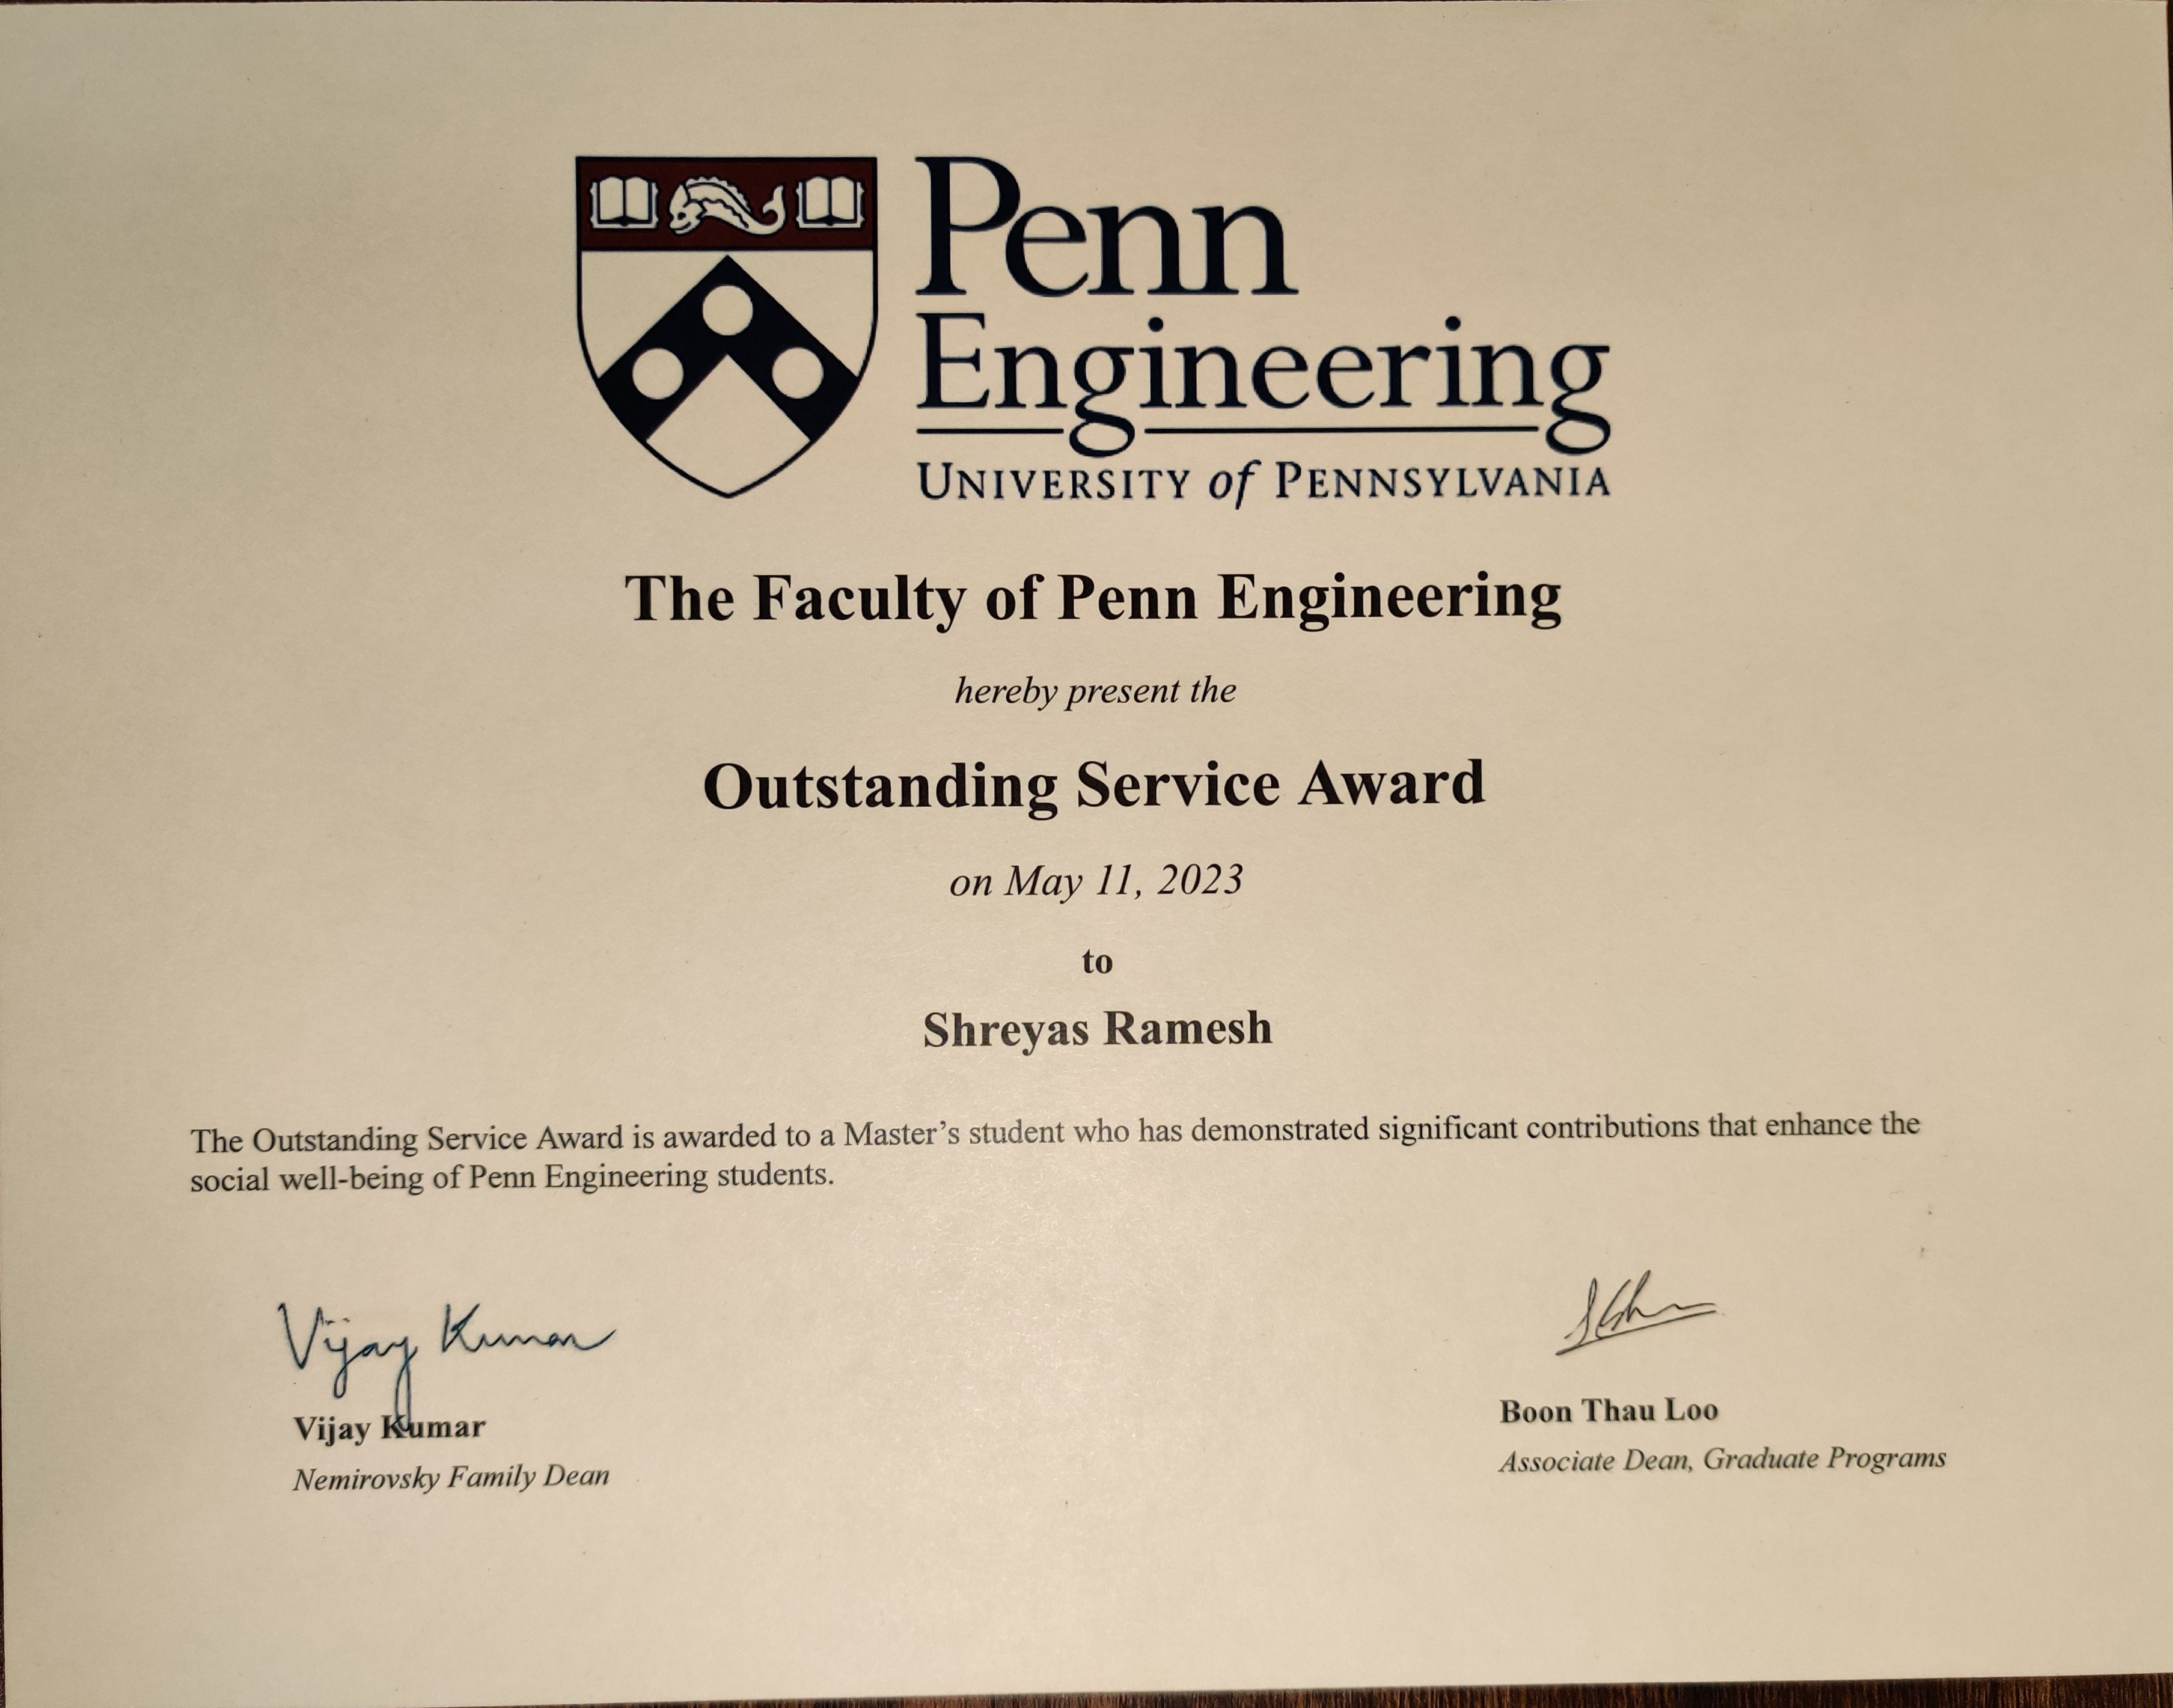 Penn
Engineering
UNIVERSITY of PENNSYLVANIA
The Faculty of Penn Engineering
hereby present the
Outstanding Service Award
on May 11, 2023
to
Shreyas Ramesh
The Outstanding Service Award is awarded to a Master’s student who has demonstrated significant contributions that enhance the
social well-being of Penn Engineering students.
Vijay Kumar
Vijay Kumar
Nemirovsky Family Dean
Boon Thau Loo
Associate Dean, Graduate Programs